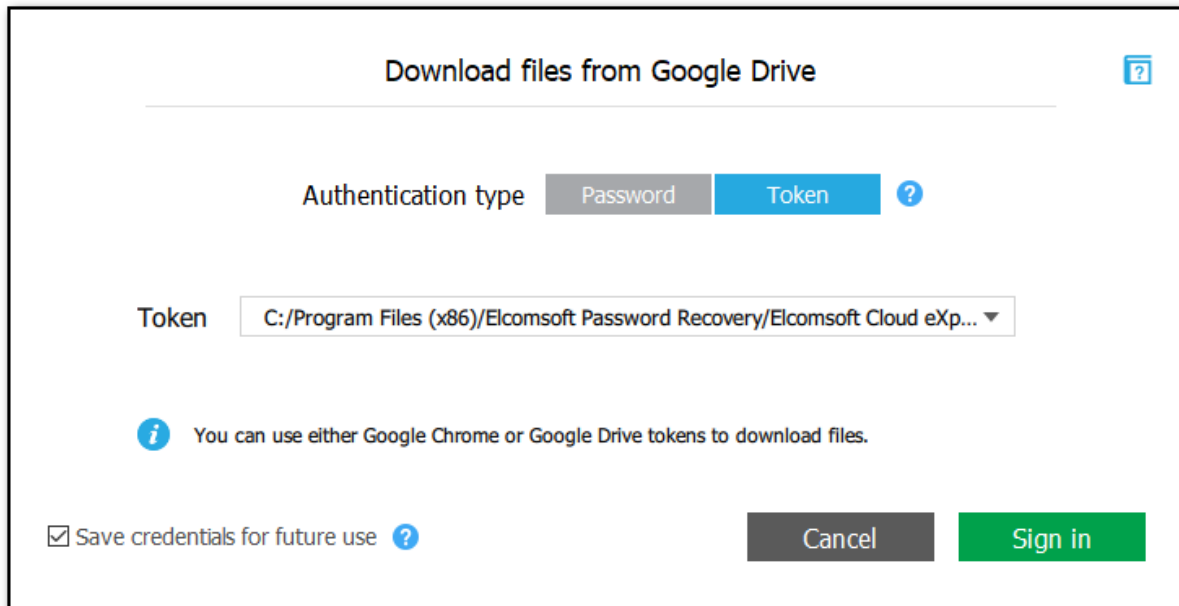 Download files from Google Drive
?
Authentication type Password Token ?
Token C:/Program Files (x86)/Elcomsoft Password Recovery/Elcomsoft Cloud eXp...
i You can use either Google Chrome or Google Drive tokens to download files.
Save credentials for future use ? Cancel Sign in